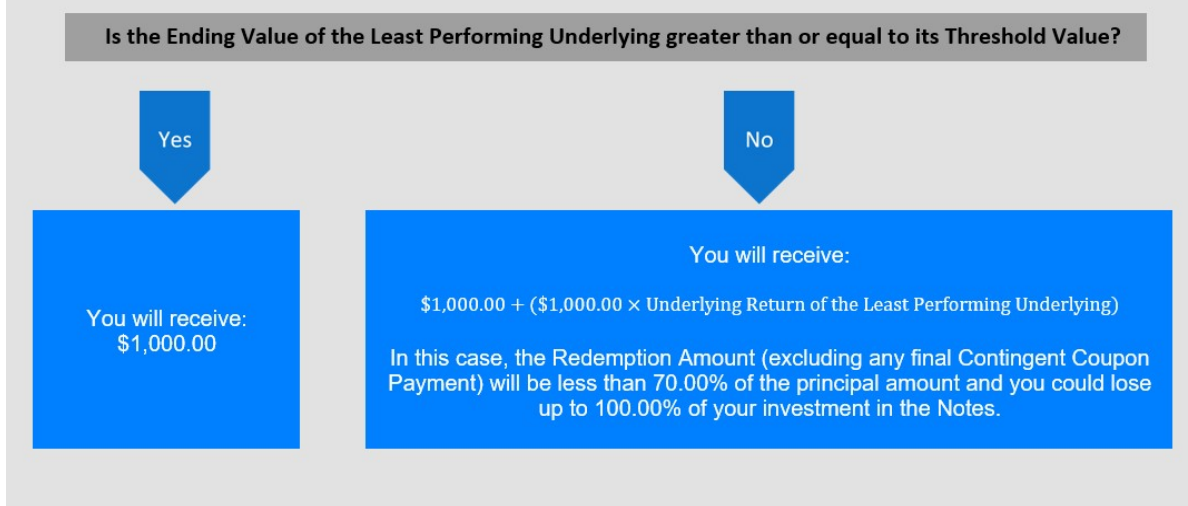 Is the Ending Value of the Least Performing Underlying greater than or equal to its Threshold Value?
Yes
No
You will receive:
$1,000.00
You will receive:
$1,000.00 + ($1,000.00 × Underlying Return of the Least Performing Underlying)
In this case, the Redemption Amount (excluding any final Contingent Coupon
Payment) will be less than 70.00% of the principal amount and you could lose
up to 100.00% of your investment in the Notes.